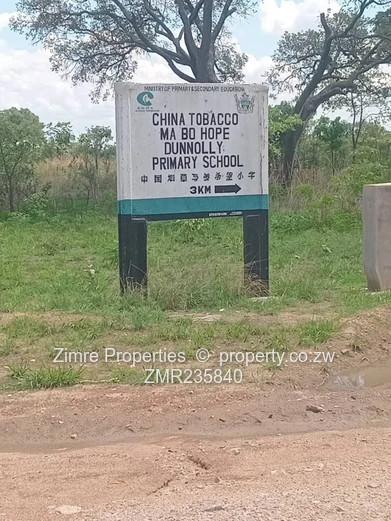 MINISTRY OF PRIMARY & SECONDARY EDUCATION
CHINA TOBACCO
MA BO HOPE
DUNNOLLY
PRIMARY SCHOOL
中国烟草马波希望小学
3KM
Zimre Properties © property.co.zw
ZMR235840